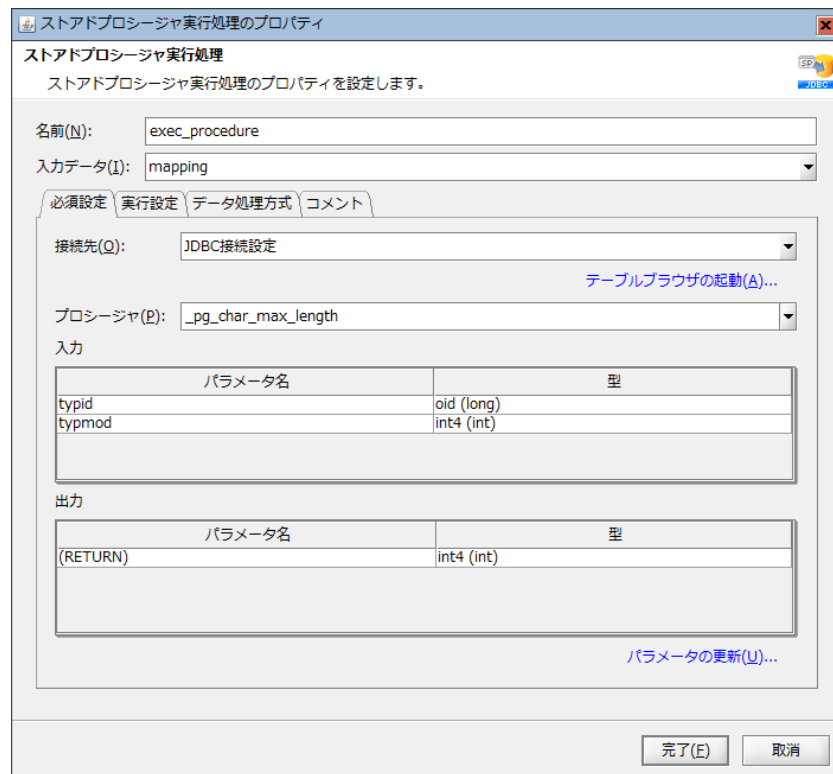 ストアドプロシージャ実行処理のプロパティ
ストアドプロシージャ実行処理
ストアドプロシージャ実行処理のプロパティを設定します。
SP
JDBC
名前(N): exec_procedure
入力データ(I): mapping
必須設定 実行設定 データ処理方式 コメント
接続先(O): JDBC接続設定
テーブルブラウザの起動(A)...
プロシージャ(P): _pg_char_max_length
入力
パラメータ名 型
typid oid (long)
typmod int4 (int)
出力
パラメータ名 型
(RETURN) int4 (int)
パラメータの更新(U)...
完了(F) 取消